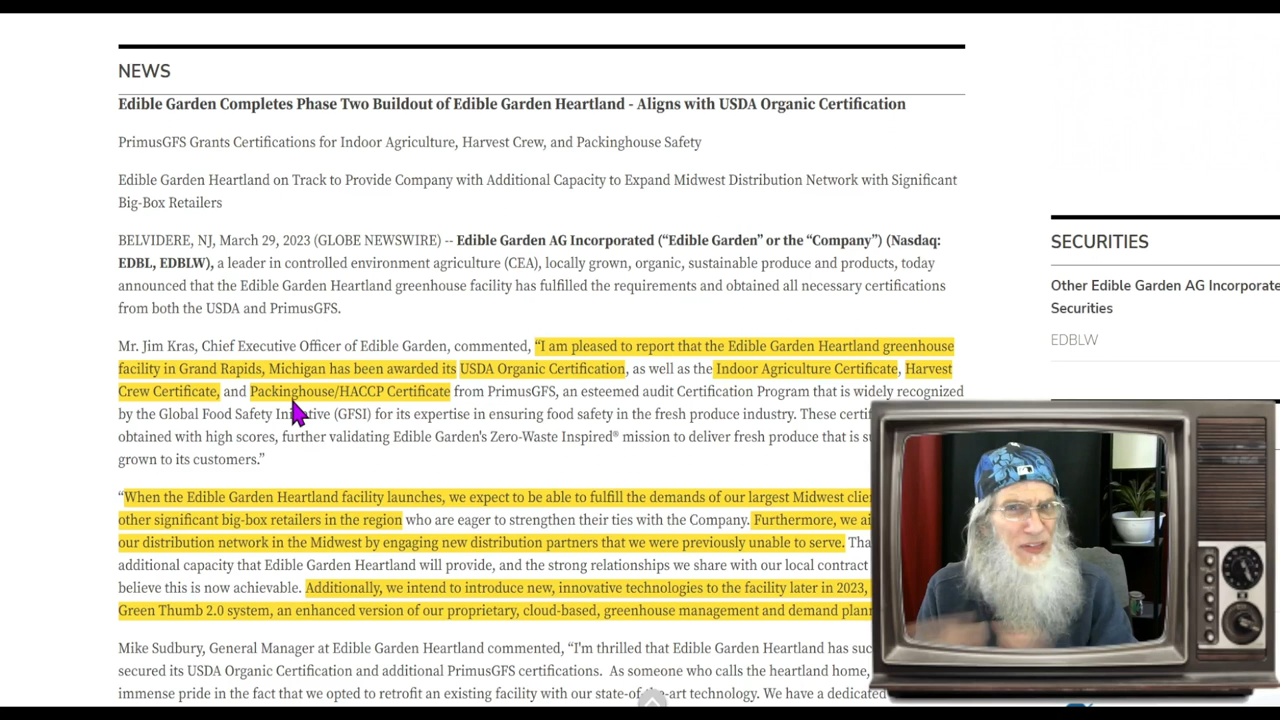 NEWS
Edible Garden Completes Phase Two Buildout of Edible Garden Heartland - Aligns with USDA Organic Certification
PrimusGFS Grants Certifications for Indoor Agriculture, Harvest Crew, and Packinghouse Safety
Edible Garden Heartland on Track to Provide Company with Additional Capacity to Expand Midwest Distribution Network with Significant
Big-Box Retailers
BELVIDERE, NJ, March 29, 2023 (GLOBE NEWSWIRE) -- Edible Garden AG Incorporated (“Edible Garden” or the “Company”) (Nasdaq:
EDBL, EDBLW), a leader in controlled environment agriculture (CEA), locally grown, organic, sustainable produce and products, today
announced that the Edible Garden Heartland greenhouse facility has fulfilled the requirements and obtained all necessary certifications
from both the USDA and PrimusGFS.
Mr. Jim Kras, Chief Executive Officer of Edible Garden, commented, “I am pleased to report that the Edible Garden Heartland greenhouse
facility in Grand Rapids, Michigan has been awarded its USDA Organic Certification, as well as the Indoor Agriculture Certificate, Harvest
Crew Certificate, and Packinghouse/HACCP Certificate from PrimusGFS, an esteemed audit Certification Program that is widely recognized
by the Global Food Safety Initiative (GFSI) for its expertise in ensuring food safety in the fresh produce industry. These
obtained with high scores, further validating Edible Garden's Zero-Waste Inspired® mission to deliver fresh produce that is
grown to its customers.”
“When the Edible Garden Heartland facility launches, we expect to be able to fulfill the demands of our largest Midwest
other significant big-box retailers in the region who are eager to strengthen their ties with the Company. Furthermore, we
our distribution network in the Midwest by engaging new distribution partners that we were previously unable to serve.
additional capacity that Edible Garden Heartland will provide, and the strong relationships we share with our local contract
believe this is now achievable. Additionally, we intend to introduce new, innovative technologies to the facility later in 2023,
Green Thumb 2.0 system, an enhanced version of our proprietary, cloud-based, greenhouse management and demand
Mike Sudbury, General Manager at Edible Garden Heartland commented, “I'm thrilled that Edible Garden Heartland has
secured its USDA Organic Certification and additional PrimusGFS certifications. As someone who calls the heartland home,
immense pride in the fact that we opted to retrofit an existing facility with our state-of-the-art technology. We have a dedicated
SECURITIES
Other Edible Garden AG Incorporate
Securities
EDBLW